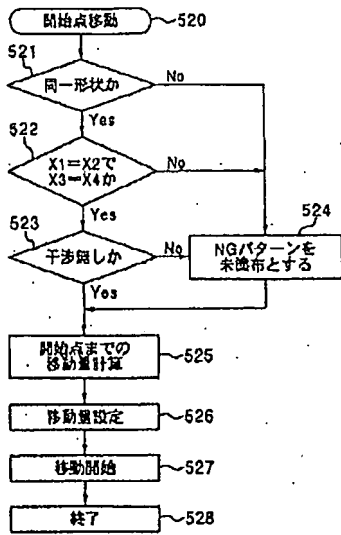 開始点移動
520
521
同一形状か
No
Yes
522
X1=X2で
X3=X4か
No
Yes
523
干渉無しか
No
Yes
524
NGパターンを
未塗布とする
開始点までの
移動量計算
525
移動量設定
526
移動開始
527
終了
528